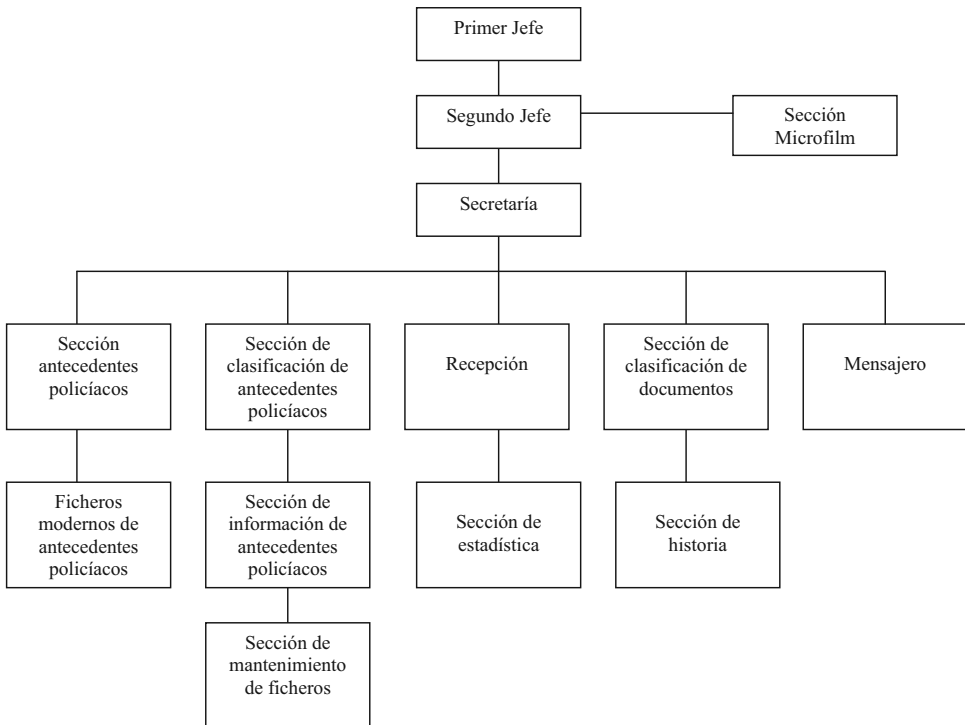 Primer Jefe
Segundo Jefe
Sección
Microfilm
Secretaría
Sección
antecedentes
policíacos
Sección de
clasificación de
antecedentes
policíacos
Recepción
Sección de
clasificación de
documentos
Mensajero
Ficheros
modernos de
antecedentes
policíacos
Sección de
información de
antecedentes
policíacos
Sección de
estadística
Sección de
historia
Sección de
mantenimiento
de ficheros